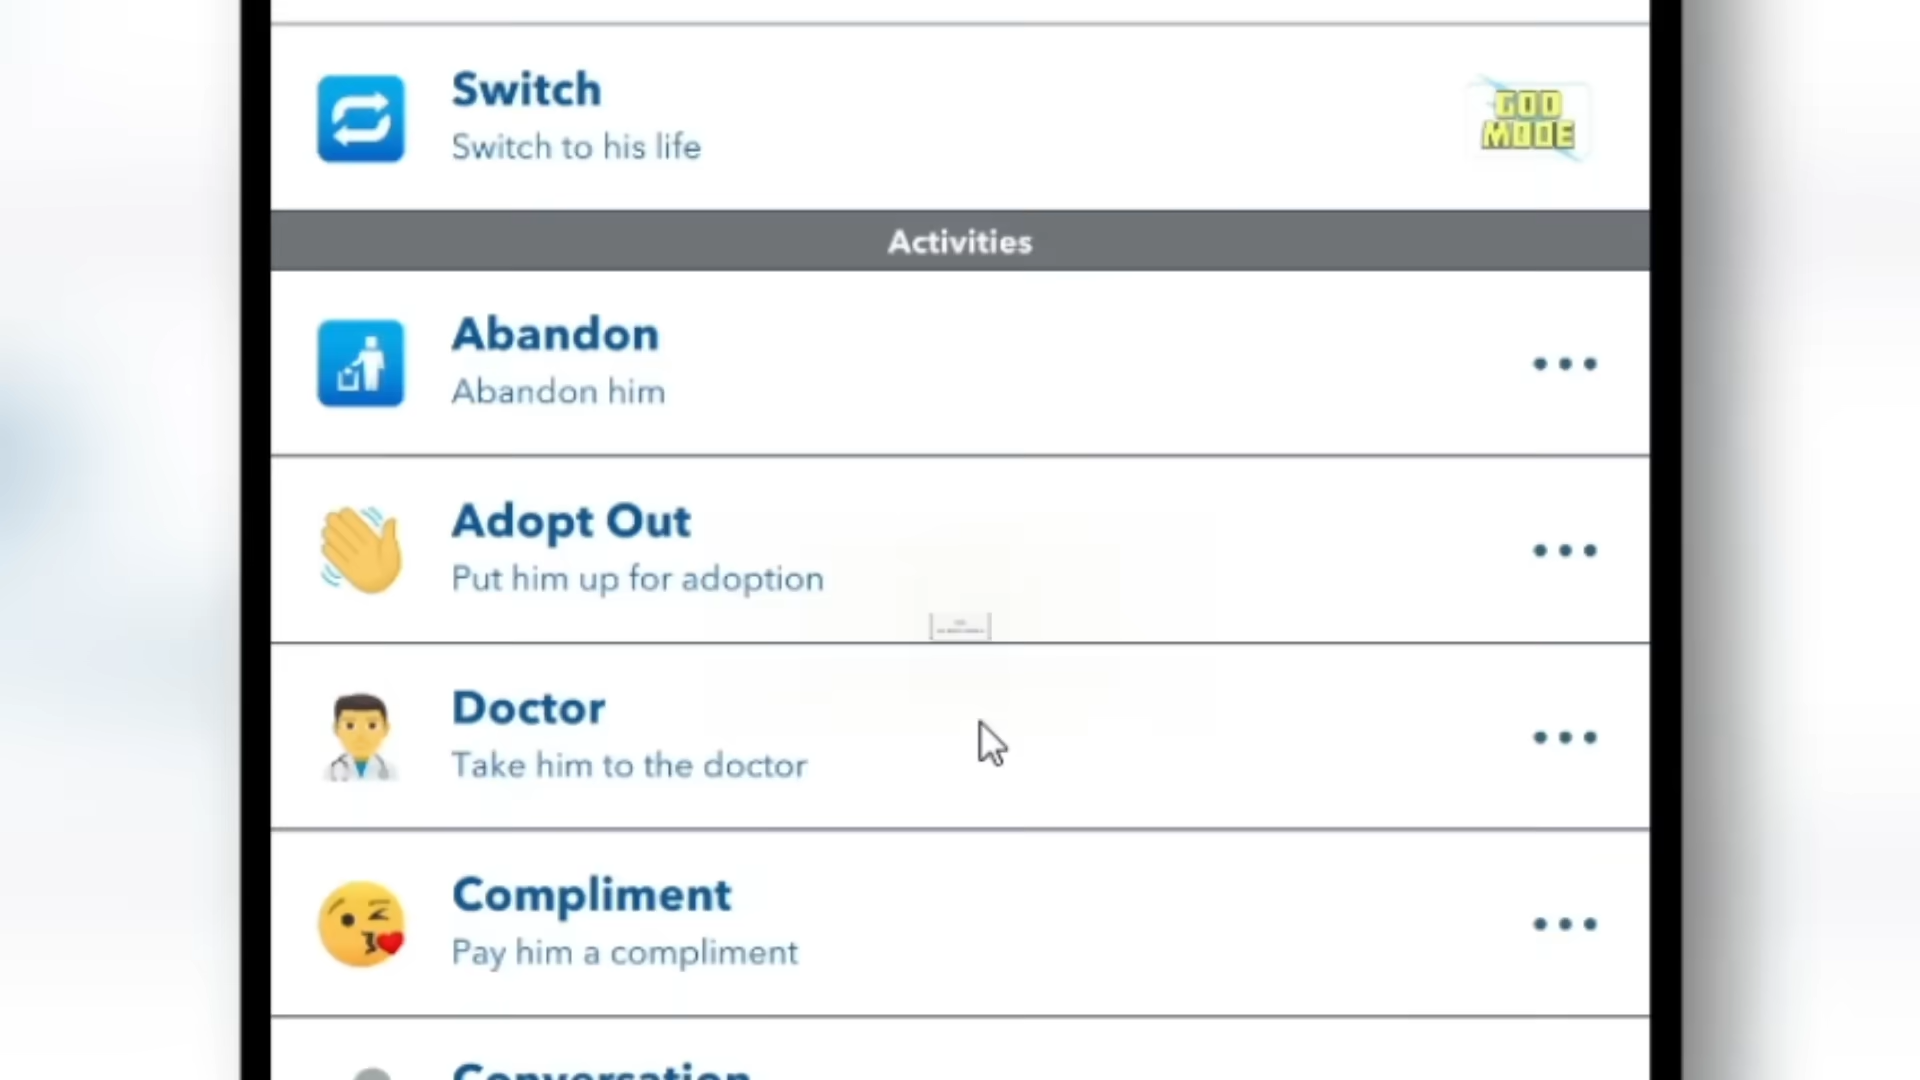 Switch
Switch to his life
GOD
MODE
Activities
Abandon
Abandon him
Adopt Out
Put him up for adoption
Doctor
Take him to the doctor
Compliment
Pay him a compliment
Conversation